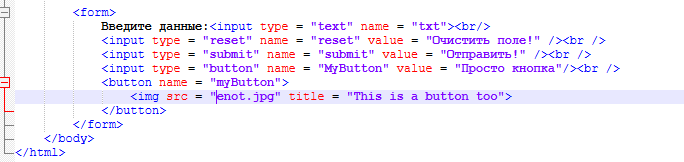 <form>
Введите данные:<input type = "text" name = "txt"><br/>
<input type = "reset" name = "reset" value = "Очистить поле!" /><br />
<input type = "submit" name = "submit" value = "Отправить!" /><br />
<input type = "button" name = "MyButton" value = "Просто кнопка"/><br />
<button name = "myButton">
<img src = "enot.jpg" title = "This is a button too">
</button>
</form>
</body>
</html>